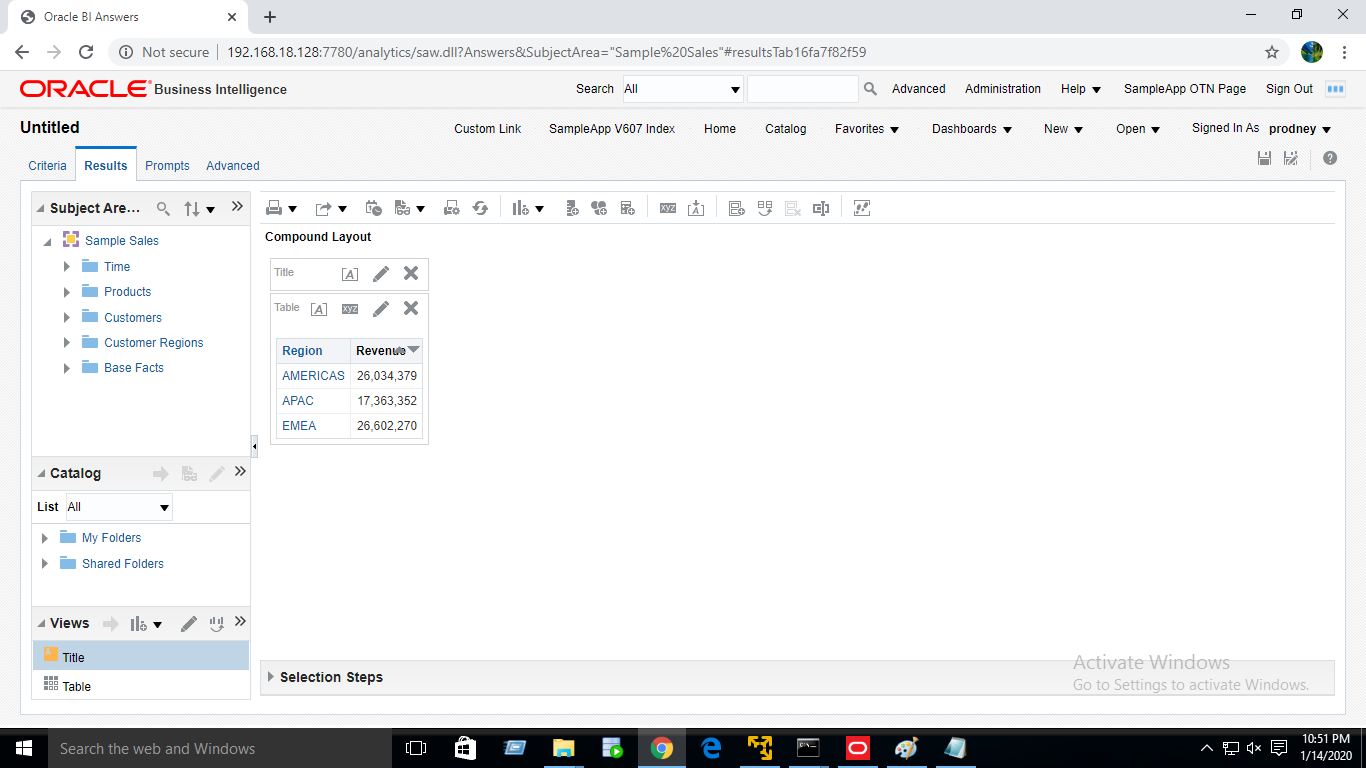 Oracle BI Answers
Not secure 192.168.18.128:7780/analytics/saw.dll?Answers&SubjectArea="Sample%20Sales"#resultsTab16fa7f82f59
ORACLE Business Intelligence Search All Advanced Administration Help SampleApp OTN Page Sign Out
Untitled Custom Link SampleApp V607 Index Home Catalog Favorites Dashboards New Open Signed In As prodney
Criteria Results Prompts Advanced
Subject Are...
Sample Sales
Time
Products
Customers
Customer Regions
Base Facts
Catalog
List All
My Folders
Shared Folders
Views
Title
Table
xyz A
Compound Layout
Title A
Table A xyz
Region Revenue
AMERICAS 26,034,379
APAC 17,363,352
EMEA 26,602,270
Selection Steps
Activate Windows
Go to Settings to activate Windows.
Search the web and Windows
10:51 PM
1/14/2020